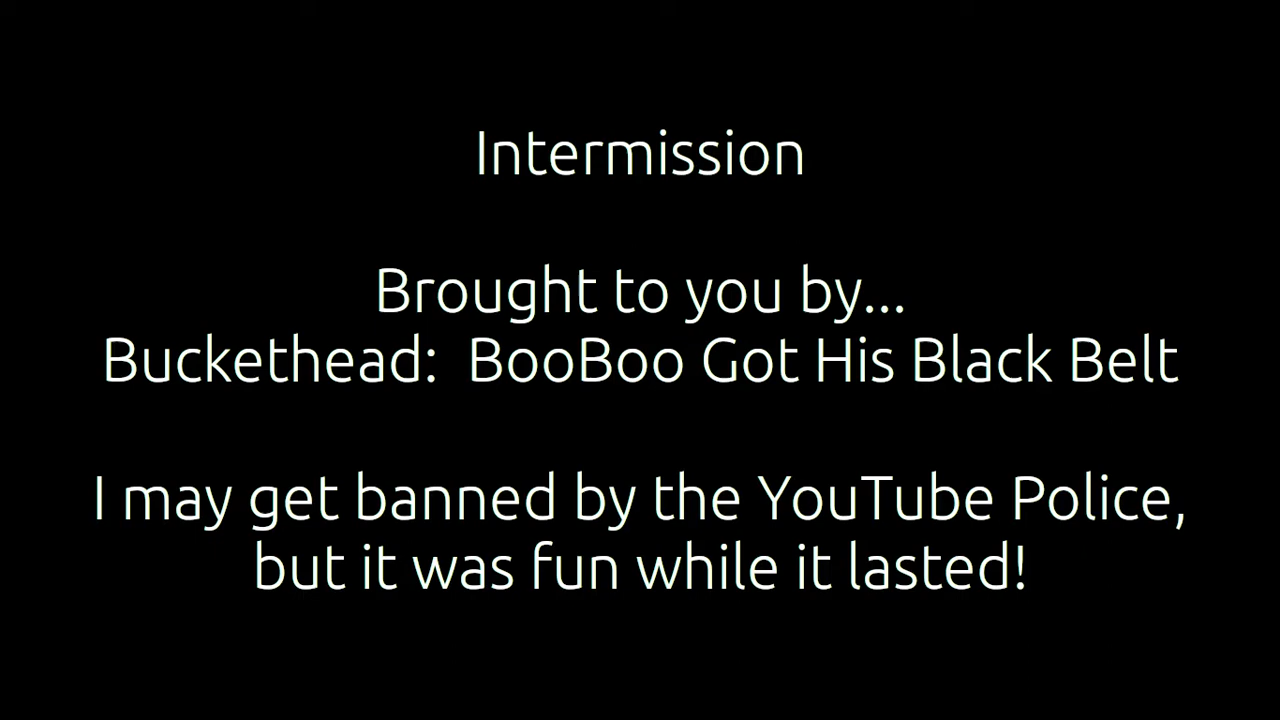 Intermission
Brought to you by...
Buckethead:  BooBoo Got His Black Belt
I may get banned by the YouTube Police,
but it was fun while it lasted!